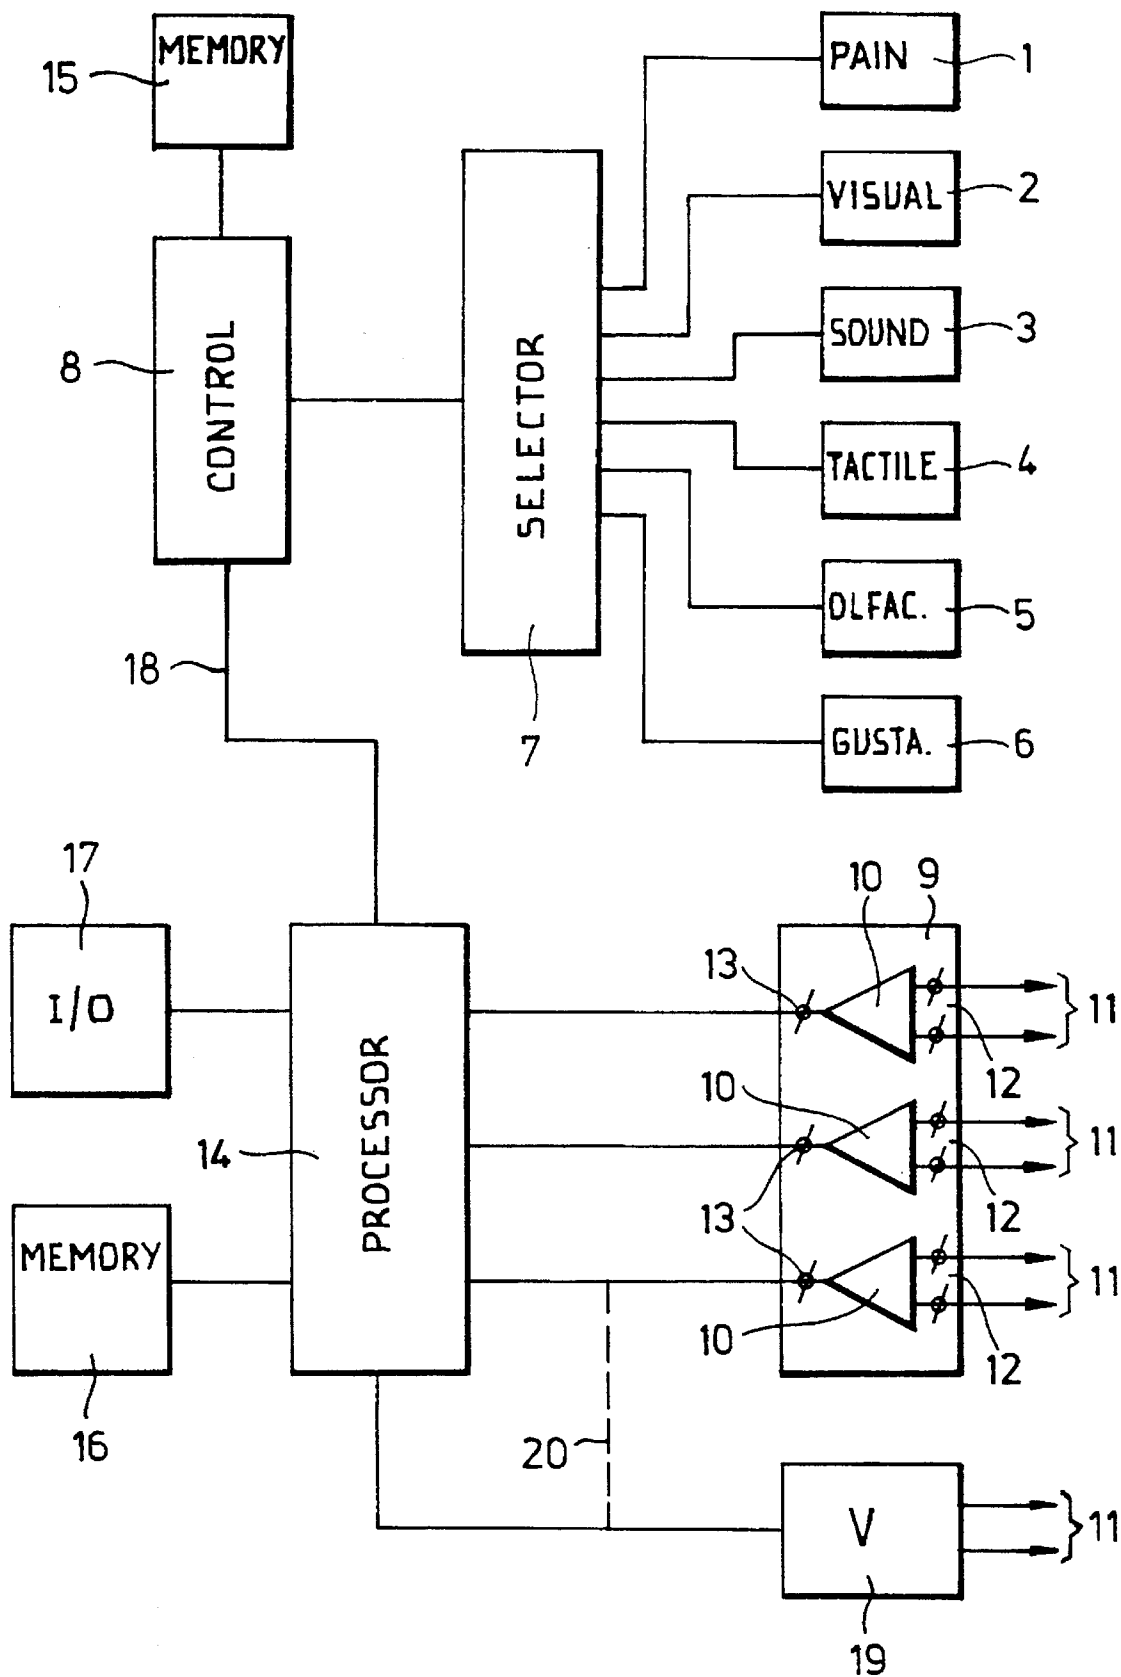 MEMORY
15
PAIN
1
VISUAL
2
8
CONTROL
SELECTOR
SOUND
3
TACTILE
4
OLFAC.
5
18
7
GUSTA.
6
17
10
9
I/O
13
11
12
10
14
PROCESSOR
11
13
12
MEMORY
11
10
12
16
20
V
11
19